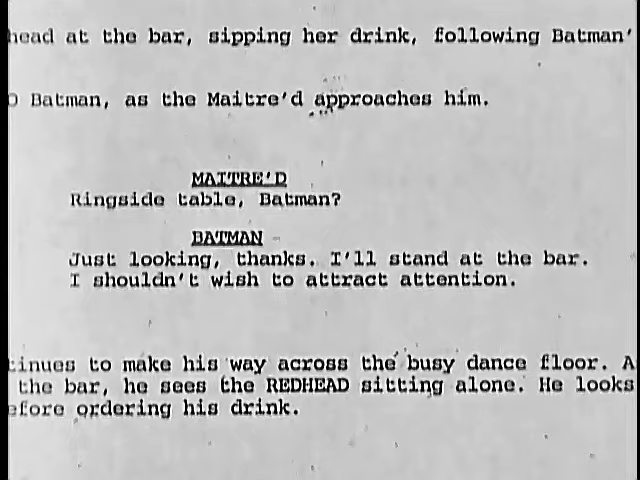 head at the bar, sipping her drink, following Batman'
O Batman, as the Maitre'd approaches him.
MAITRE'D
Ringside table, Batman?
BATMAN
Just looking, thanks. I'll stand at the bar.
I shouldn't wish to attract attention.
tinues to make his way across the busy dance floor. A
the bar, he sees the REDHEAD sitting alone. He looks
efore ordering his drink.